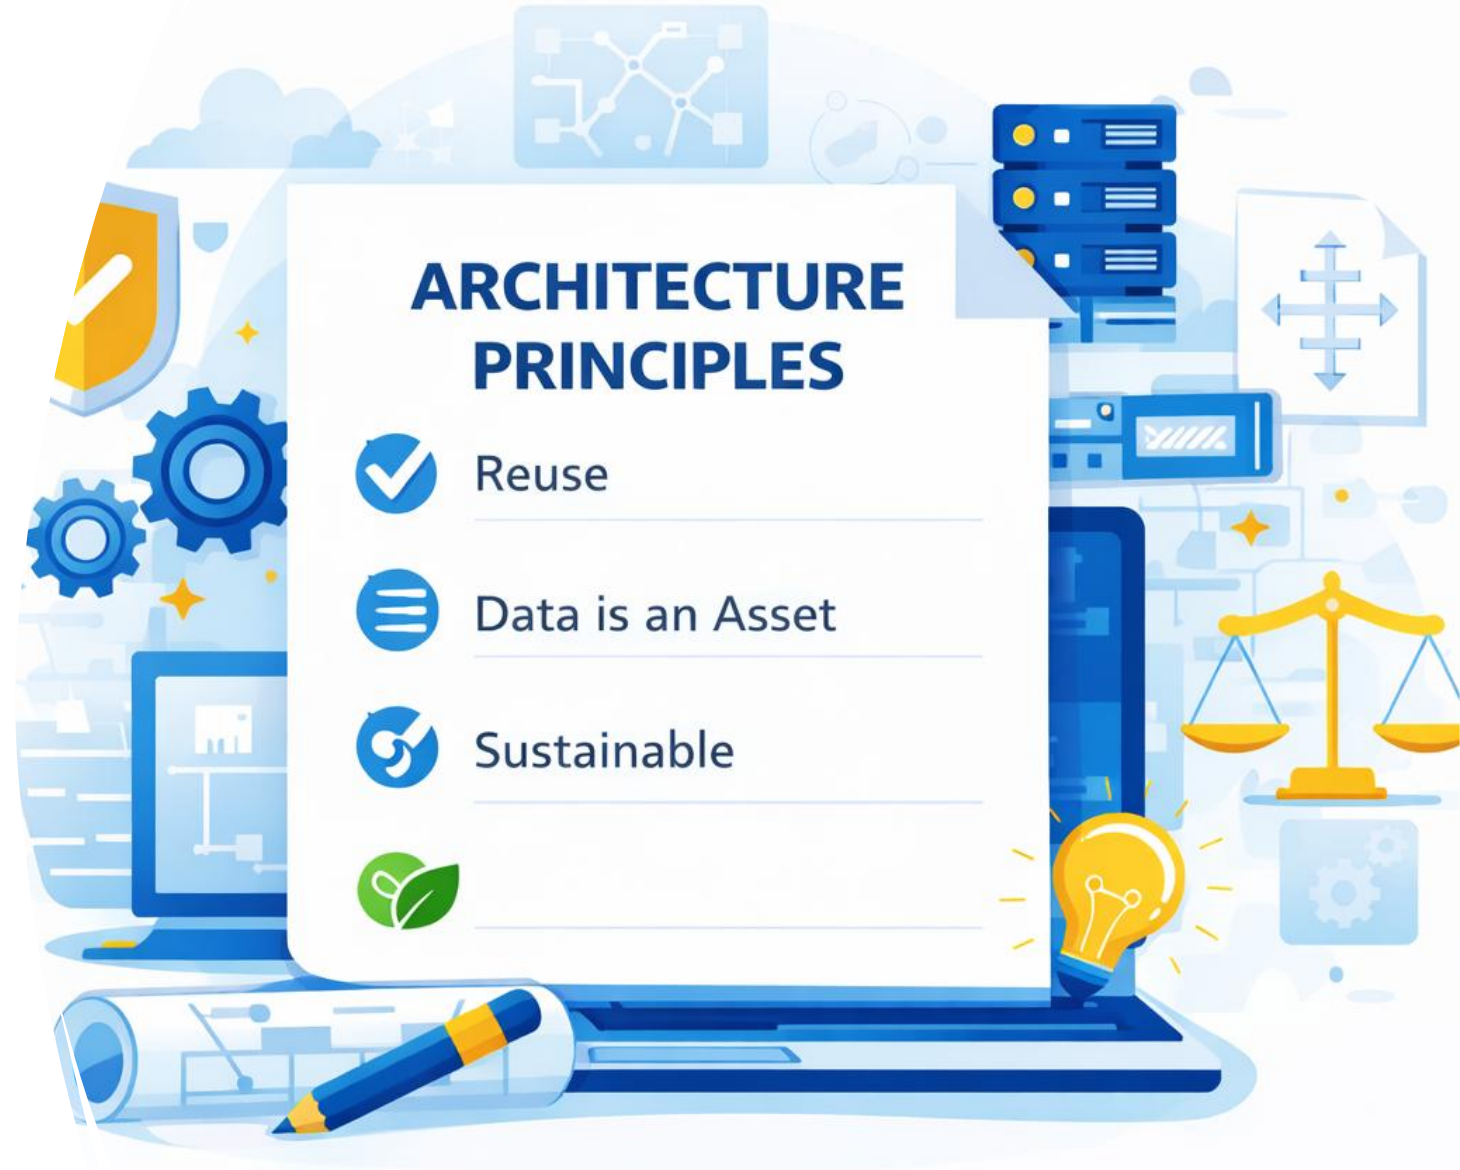 ARCHITECTURE
PRINCIPLES
Reuse
Data is an Asset
Sustainable